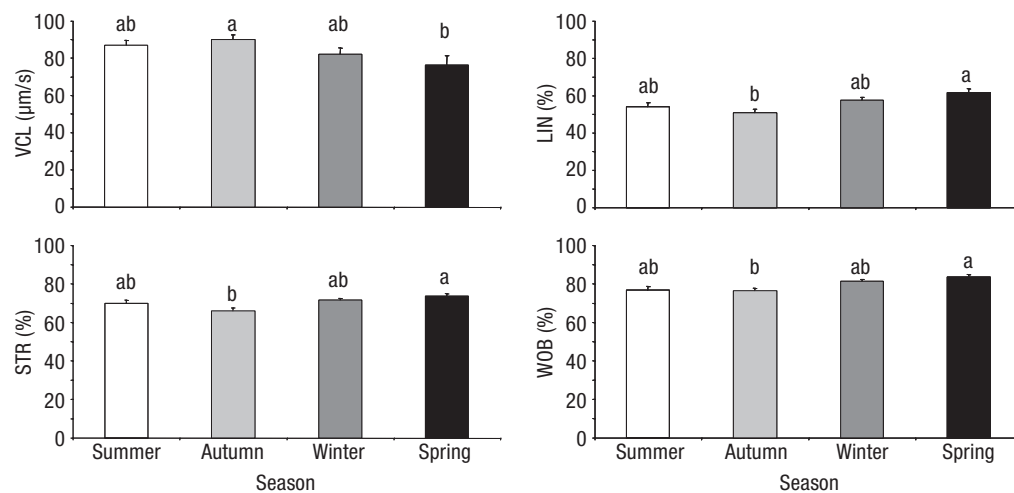 100
80
60
40
20
0
VCL (µm/s)
ab
a
ab
b
100
80
60
40
20
0
LIN (%)
ab
b
ab
a
100
80
60
40
20
0
STR (%)
ab
b
ab
a
Summer Autumn Winter Spring
Season
100
80
60
40
20
0
WOB (%)
ab
b
ab
a
Summer Autumn Winter Spring
Season